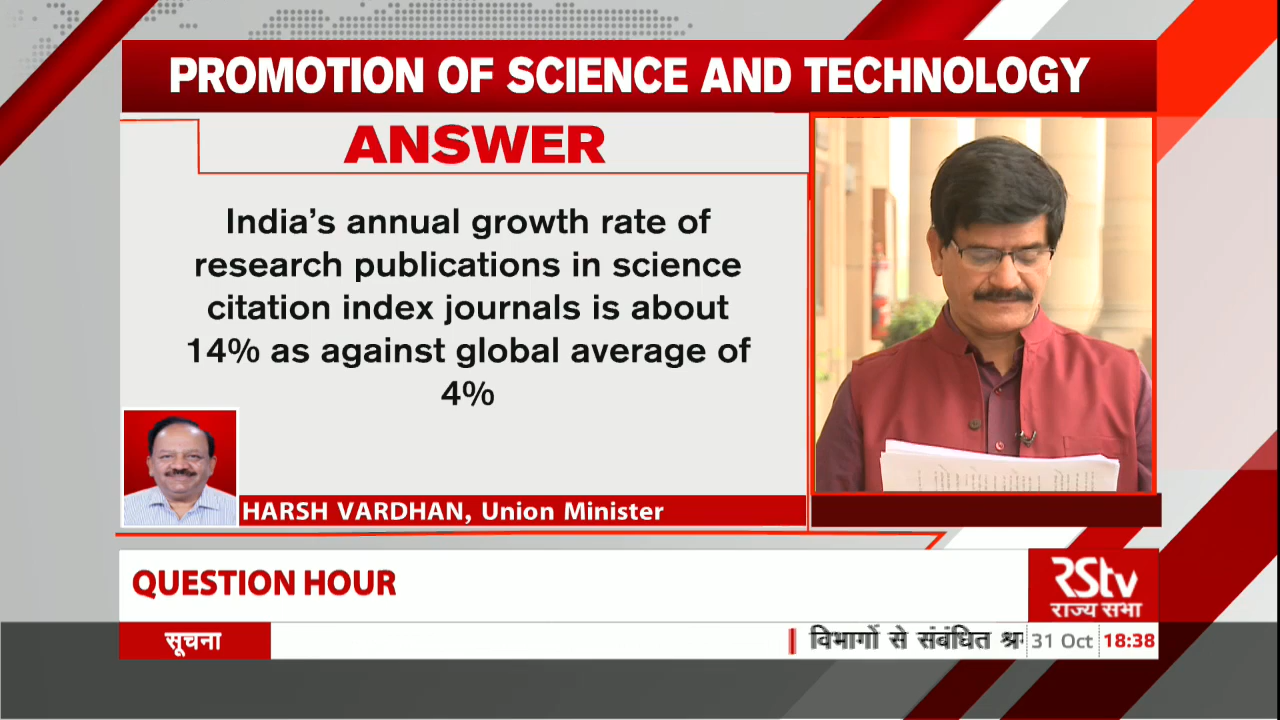 PROMOTION OF SCIENCE AND TECHNOLOGY
ANSWER
India's annual growth rate of
research publications in science
citation index journals is about
14% as against global average of
4%
HARSH VARDHAN, Union Minister
QUESTION HOUR
RStv
राज्य सभा
सूचना
विभागों से संबंधित
31 Oct
18:38